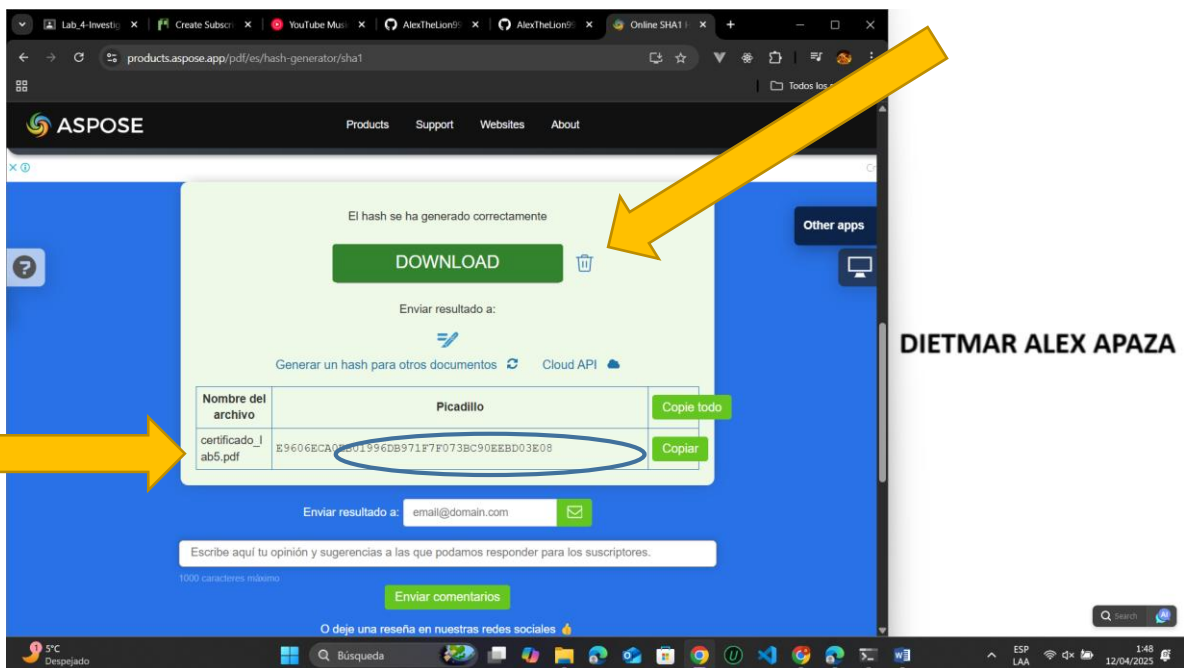 Lab_4-Investig
Create Subscri
YouTube Mus
AlexTheLion9
AlexTheLion9
Online SHA1 H
products.aspose.app/pdf/es/hash-generator/sha1
Todos los
ASPOSE
Products Support Websites About
El hash se ha generado correctamente
Other apps
DOWNLOAD
Enviar resultado a:
DIETMAR ALEX APAZA
Generar un hash para otros documentos Cloud API
Nombre del archivo
Picadillo
Copie todo
certificado_l
ab5.pdf
Copiar
Enviar resultado a: email@domain.com
Escribe aquí tu opinión y sugerencias a las que podamos responder para los suscriptores.
1000 caracteres máximo
Enviar comentarios
O deje una reseña en nuestras redes sociales 👍
Search
5°C
Despejado
Búsqueda
ESP
LAA
1:48
12/04/2025